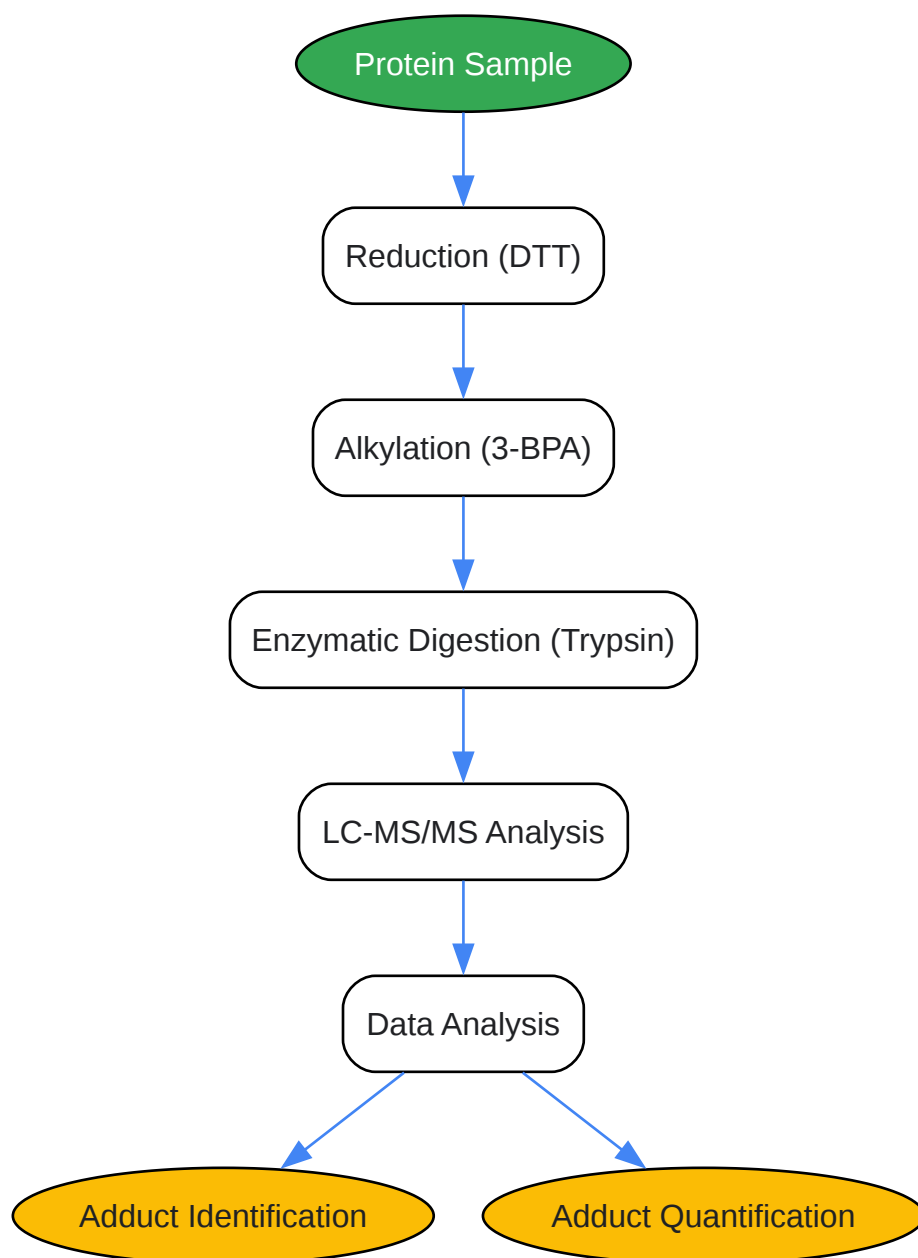 Protein Sample
Reduction (DTT)
Alkylation (3-BPA)
Enzymatic Digestion (Trypsin)
LC-MS/MS Analysis
Data Analysis
Adduct Identification
Adduct Quantification